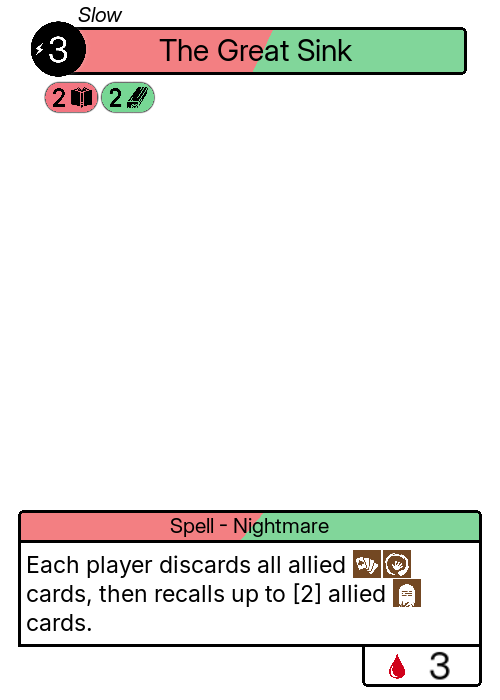 Slow
3 The Great Sink
2 2
Spell - Nightmare
Each player discards all allied
cards, then recalls up to [2] allied
cards.
3